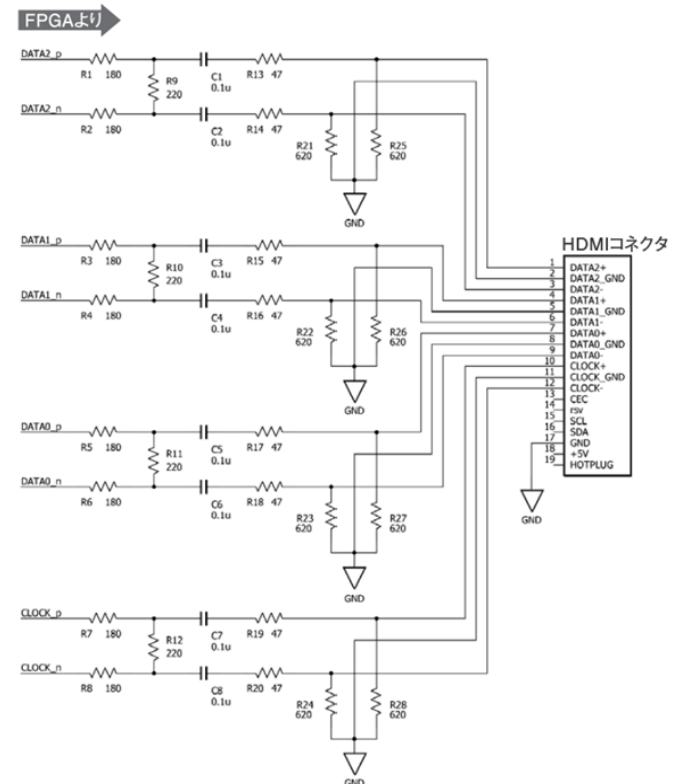 FPGAより
DATA2_p
R1 180
R9
220
C1
0.1u
R13 47
DATA2_n
R2 180
C2
0.1u
R14 47
R21
620
R25
620
GND
HDMIコネクタ
DATA1_p
R3 180
R10
220
C3
0.1u
R15 47
DATA1_n
R4 180
C4
0.1u
R16 47
R22
620
R26
620
GND
1 DATA2+
2 DATA2_GND
3 DATA2-
4 DATA1+
5 DATA1_GND
6 DATA1-
7 DATA0+
8 DATA0_GND
9 DATA0-
10 CLOCK+
11 CLOCK_GND
12 CLOCK-
13 CEC
14 rsv
15 SCL
16 SDA
17 GND
18 +5V
19 HOTPLUG
GND
DATA0_p
R5 180
R11
220
C5
0.1u
R17 47
DATA0_n
R6 180
C6
0.1u
R18 47
R23
620
R27
620
GND
CLOCK_p
R7 180
R12
220
C7
0.1u
R19 47
CLOCK_n
R8 180
C8
0.1u
R20 47
R24
620
R28
620
GND